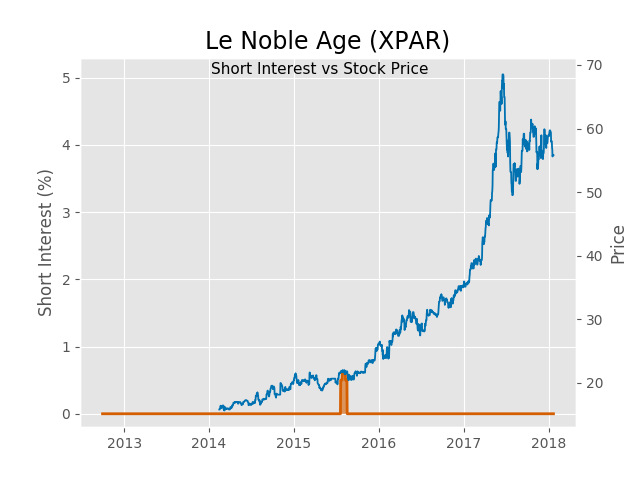 Le Noble Age (XPAR)
Short Interest vs Stock Price
Short Interest (%)
5
4
3
2
1
0
70
60
50
40
30
20
Price
2013 2014 2015 2016 2017 2018